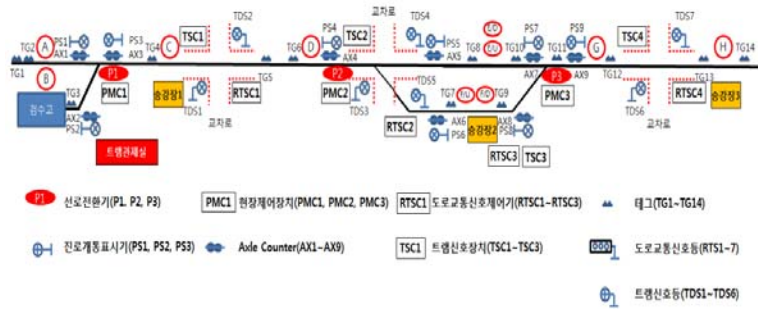 교차로
TDS2
TDS4
TDS7
PS1
PS3
TSC1
PS4
TSC2
PS5
PS7
PS9
TSC4
TG1
TG2
A
AX1
AX3
TG4
C
TG6
D
AX4
AX5
TG8
TG10
TG11
G
TG12
H
TG14
B
TG3
P1
PMC1
승강장1
TDS1
RTSC1
TG5
P2
PMC2
TDS3
TDS5
TG7
TG9
AX7
P3
AX9
PMC3
TDS6
TG13
RTSC4
승강장3
검수고
AX2
PS2
교차로
RTSC2
AX6
PS6
승강장2
AX8
PS8
교차로
트램관제실
RTSC3
TSC3
P1
선로전환기(P1. P2, P3)
PMC1
현장제어장치(PMC1, PMC2, PMC3)
RTSC1
도로교통신호제어기(RTSC1~RTSC3)
테그(TG1~TG14)
진로개통표시기(PS1, PS2, PS3)
Axle Counter(AX1~AX9)
TSC1
트램신호장치(TSC1~TSC3)
도로교통신호등(RTS1~7)
트램신호등(TDS1~TDS6)